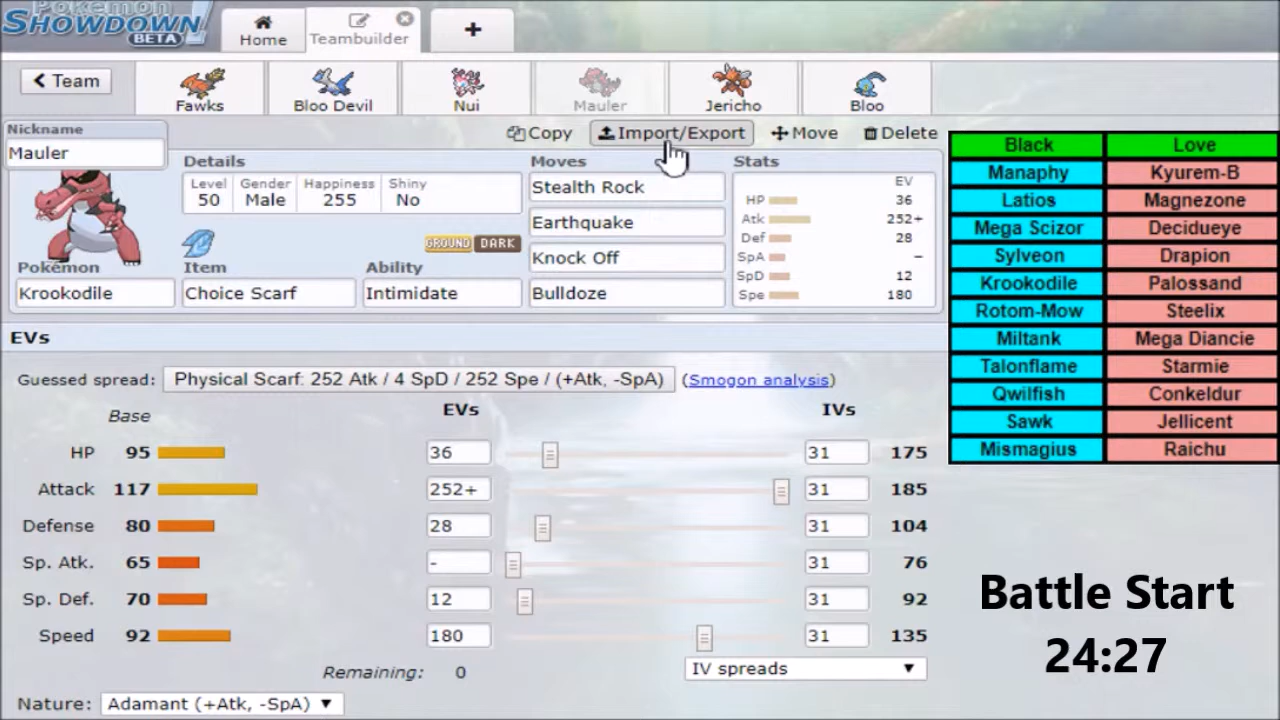 Pokémon
SHOWDOWN!
BETA
Home
Teambuilder
+
Team
Fawks
Bloo Devil
Nui
Mauler
Jericho
Bloo
Nickname
Mauler
Copy
Import/Export
Move
Delete
Details
Level
50
Gender
Male
Happiness
255
Shiny
No
GROUND DARK
Pokémon
Krookodile
Item
Choice Scarf
Ability
Intimidate
Moves
Stealth Rock
Earthquake
Knock Off
Bulldoze
Stats
EV
HP 36
Atk 252+
Def 28
SpA –
SpD 12
Spe 180
Black Love
Manaphy Kyurem-B
Latios Magnezone
Mega Scizor Decidueye
Sylveon Drapion
Krookodile Palossand
Rotom-Mow Steelix
Miltank Mega Diancie
Talonflame Starmie
Qwilfish Conkeldur
Sawk Jellicent
Mismagius Raichu
EVs
Guessed spread: Physical Scarf: 252 Atk / 4 SpD / 252 Spe / (+Atk, -SpA) (Smogon analysis)
Base EVs IVs
HP 95 36 31 175
Attack 117 252+ 31 185
Defense 80 28 31 104
Sp. Atk. 65 - 31 76
Sp. Def. 70 12 31 92
Speed 92 180 31 135
Remaining: 0
IV spreads
Nature: Adamant (+Atk, -SpA)
Battle Start
24:27